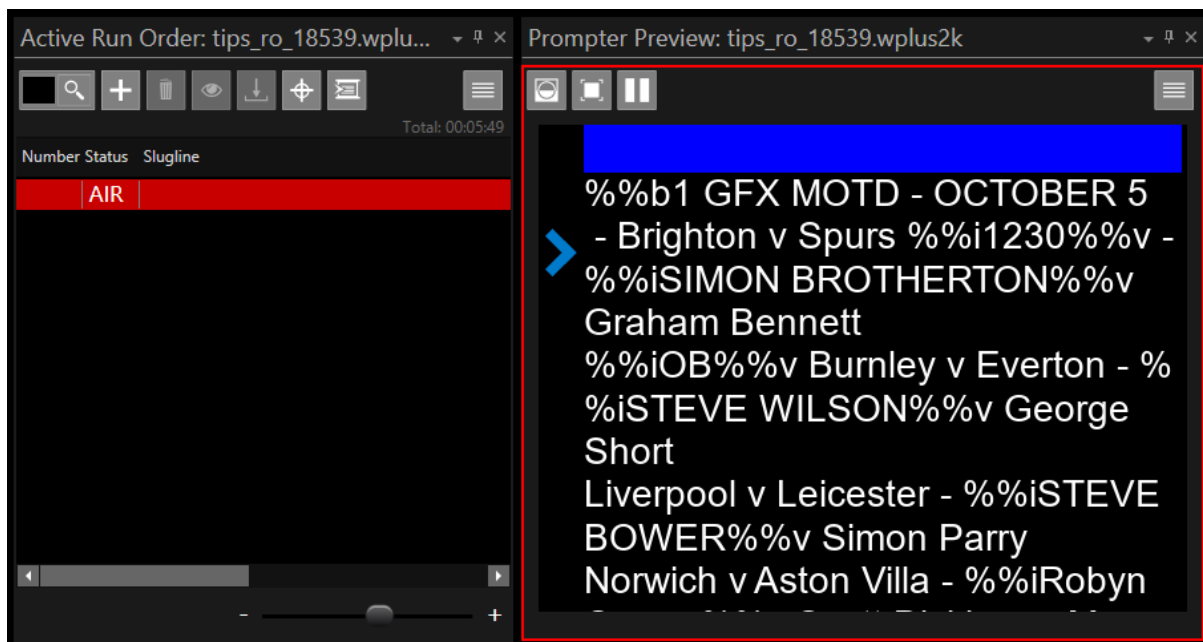 Active Run Order: tips_ro_18539.wplu...
Total: 00:05:49
Number Status Slugline
AIR
- +
Prompter Preview: tips_ro_18539.wplus2k
%%b1 GFX MOTD - OCTOBER 5
- Brighton v Spurs %%i1230%%v -
%%iSIMON BROTHERTON%%v
Graham Bennett
%%iOB%%v Burnley v Everton - %
%iSTEVE WILSON%%v George
Short
Liverpool v Leicester - %%iSTEVE
BOWER%%v Simon Parry
Norwich v Aston Villa - %%iRobyn